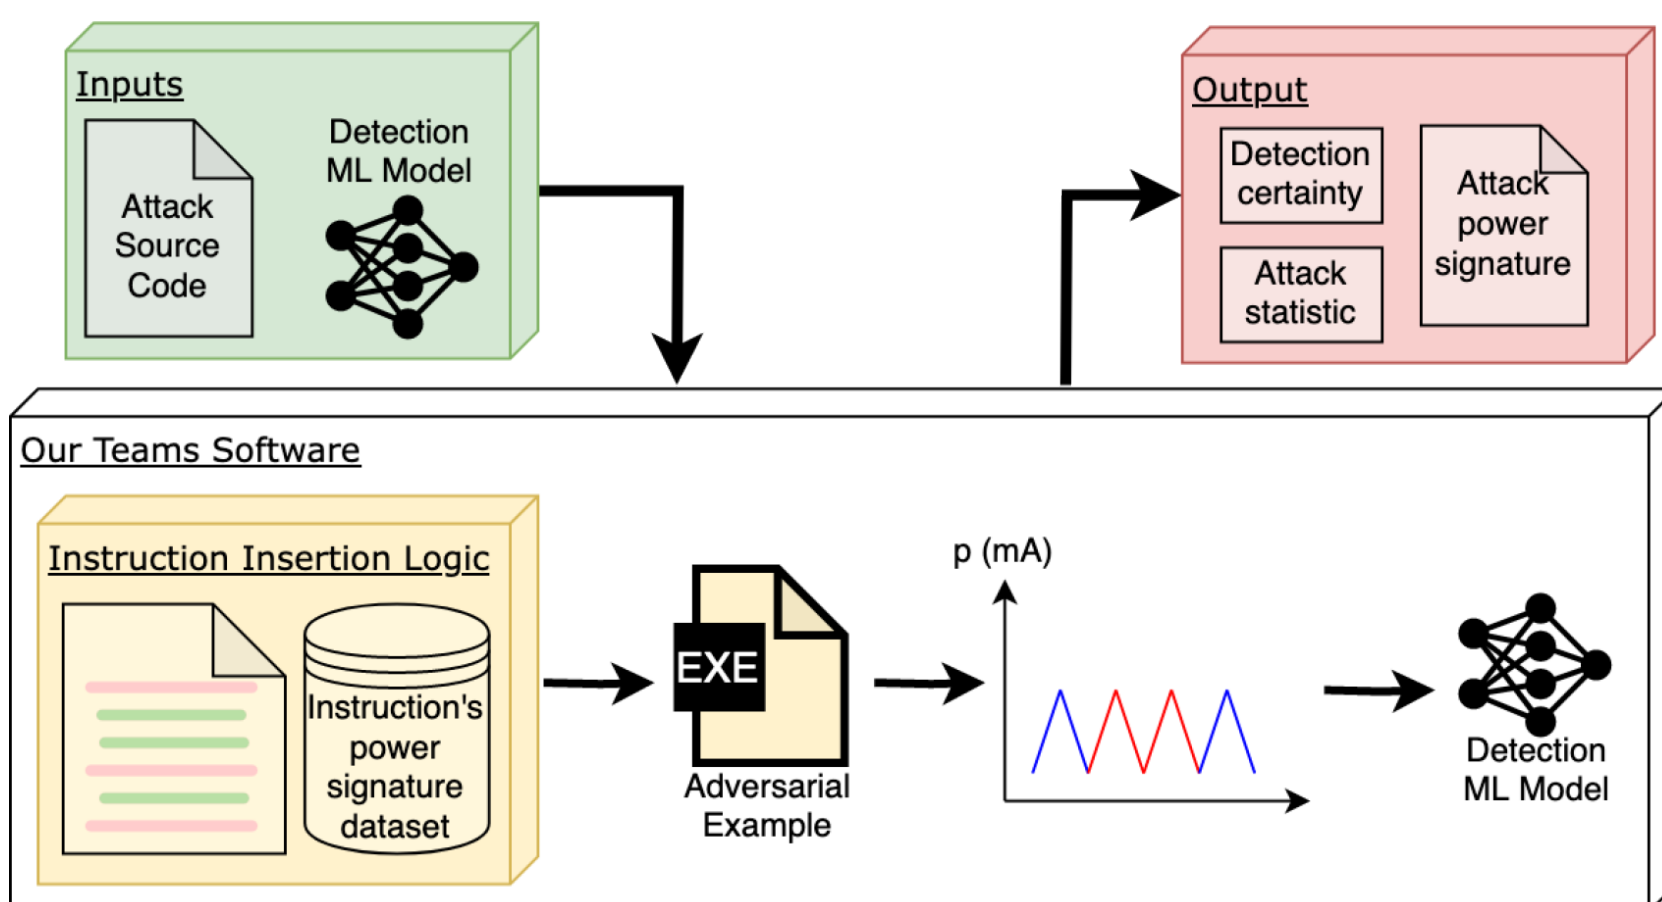 Inputs
Attack
Source
Code
Detection
ML Model
Output
Detection
certainty
Attack
statistic
Attack
power
signature
Our Teams Software
Instruction Insertion Logic
Instruction's
power
signature
dataset
EXE
Adversarial
Example
p (mA)
Detection
ML Model